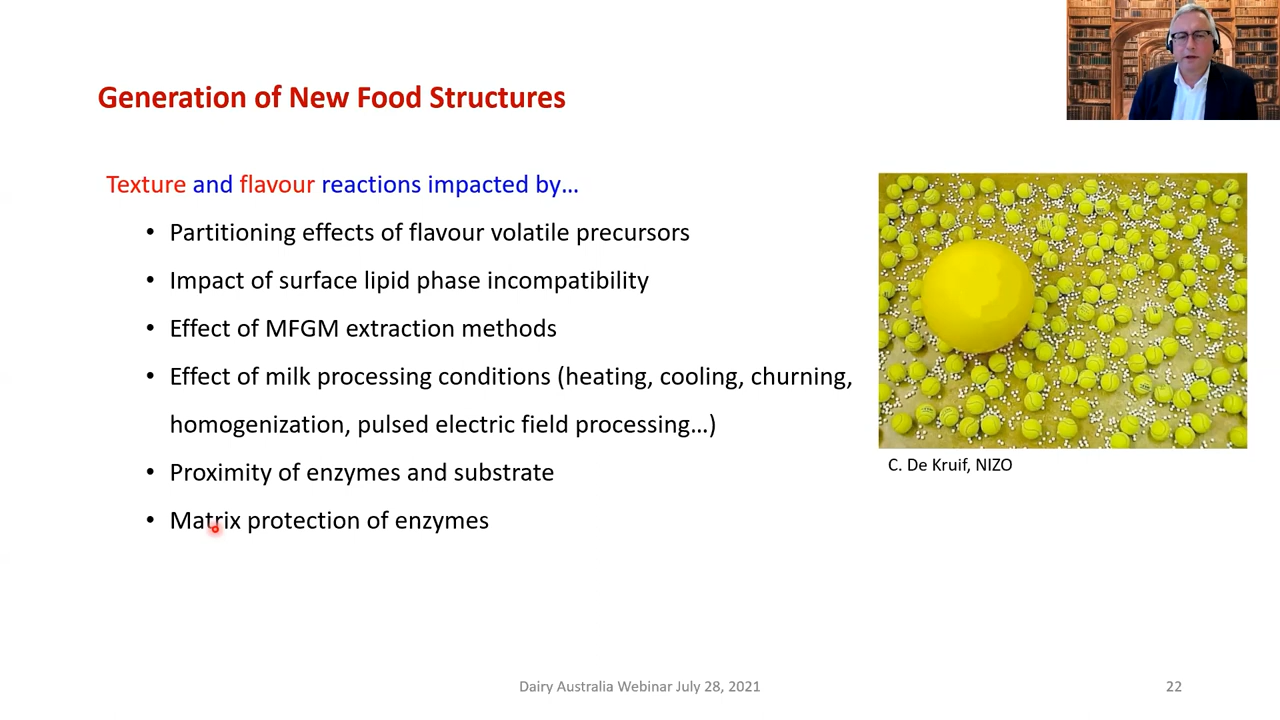 Generation of New Food Structures
Texture and flavour reactions impacted by…
• Partitioning effects of flavour volatile precursors
• Impact of surface lipid phase incompatibility
• Effect of MFGM extraction methods
• Effect of milk processing conditions (heating, cooling, churning,
homogenization, pulsed electric field processing…)
• Proximity of enzymes and substrate
• Matrix protection of enzymes
C. De Kruif, NIZO
Dairy Australia Webinar July 28, 2021
22